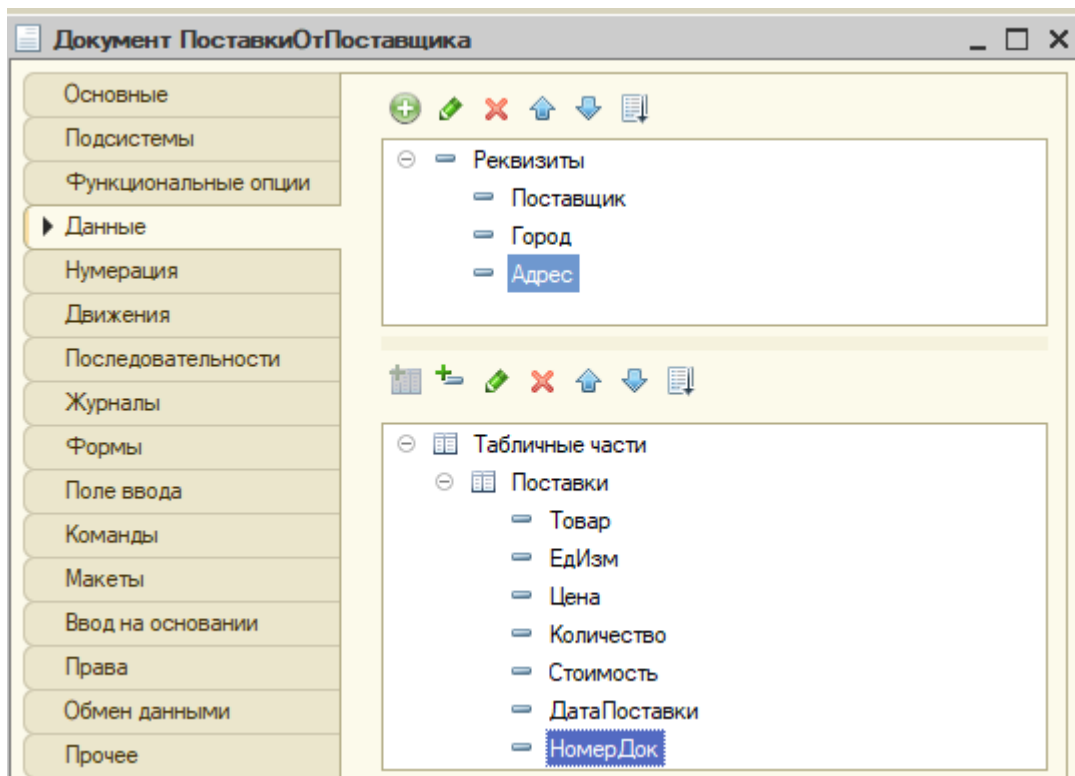 Документ ПоставкиОтПоставщика
Основные
Подсистемы
Функциональные опции
Данные
Нумерация
Движения
Последовательности
Журналы
Формы
Поле ввода
Команды
Макеты
Ввод на основании
Права
Обмен данными
Прочее
Реквизиты
Поставщик
Город
Адрес
Табличные части
Поставки
Товар
ЕдИзм
Цена
Количество
Стоимость
ДатаПоставки
НомерДок